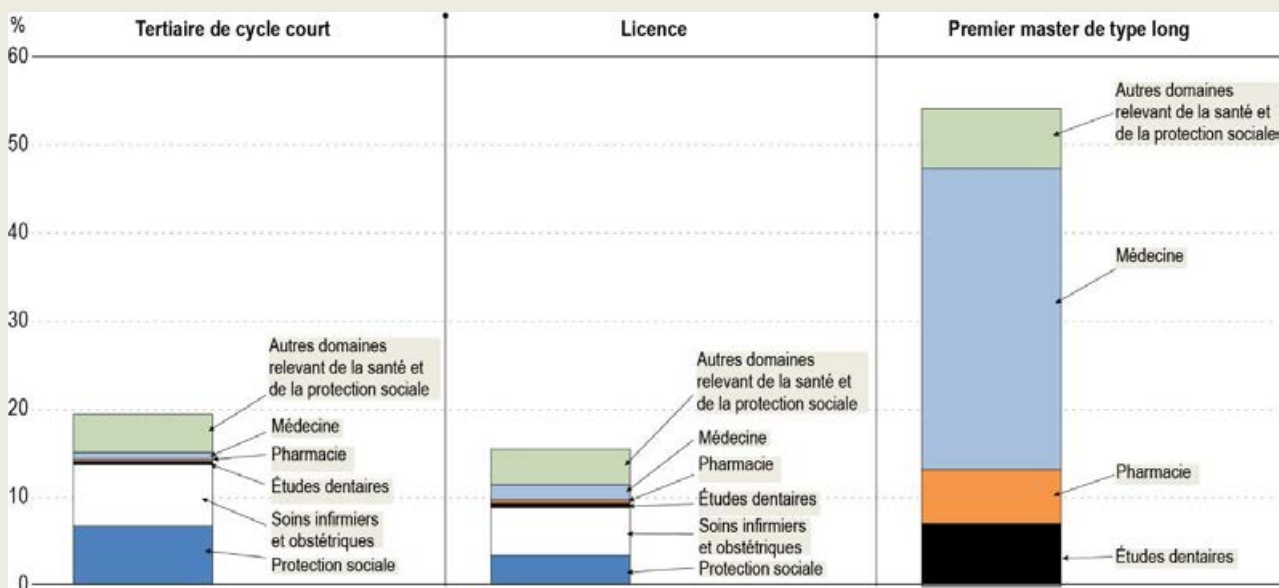 %
Tertiaire de cycle court
Licence
Premier master de type long
60
50
40
30
20
10
0
Autres domaines
relevant de la santé et
de la protection sociale
Médecine
Pharmacie
Études dentaires
Soins infirmiers
et obstétriques
Protection sociale
Autres domaines
relevant de la santé et
de la protection sociale
Médecine
Pharmacie
Études dentaires
Soins infirmiers
et obstétriques
Protection sociale
Autres domaines
relevant de la santé et
de la protection sociale
Médecine
Pharmacie
Études dentaires